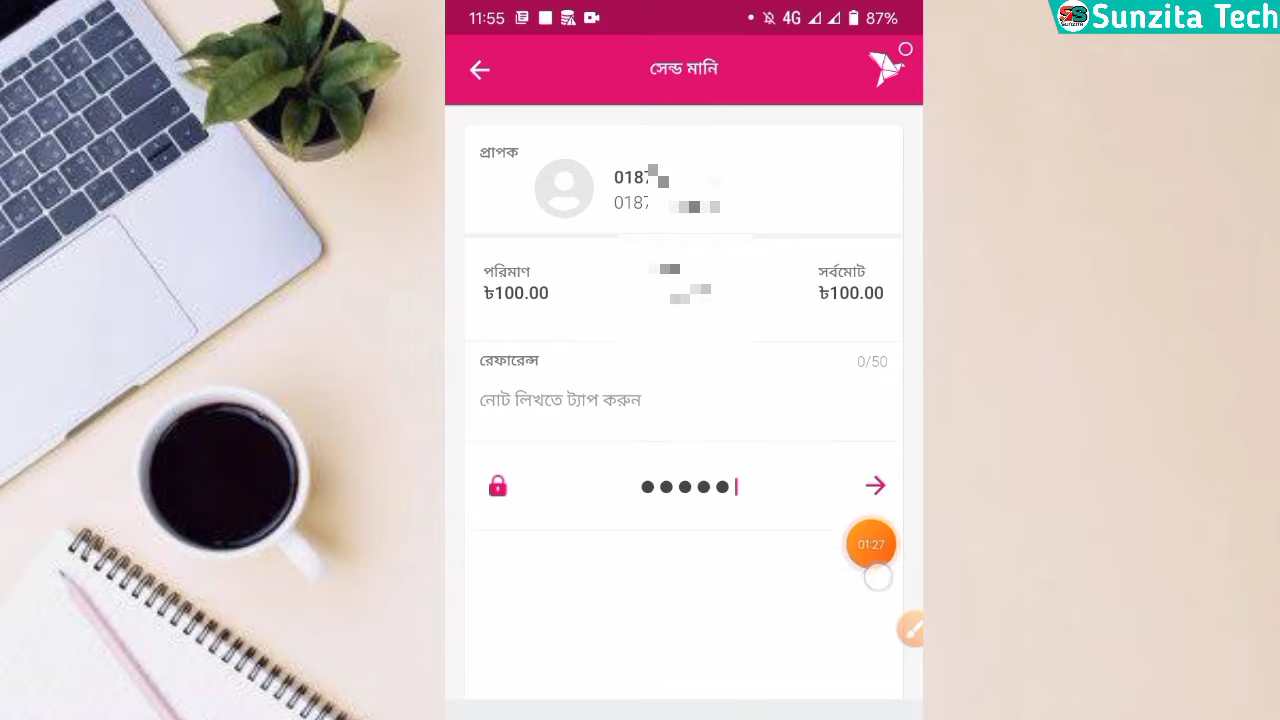 11:55
4G
87%
Sunzita Tech
সেন্ড মানি
প্রাপক
0187
0187
পরিমাণ
৳100.00
সর্বমোট
৳100.00
রেফারেন্স
0/50
নোট লিখতে ট্যাপ করুন
01:27